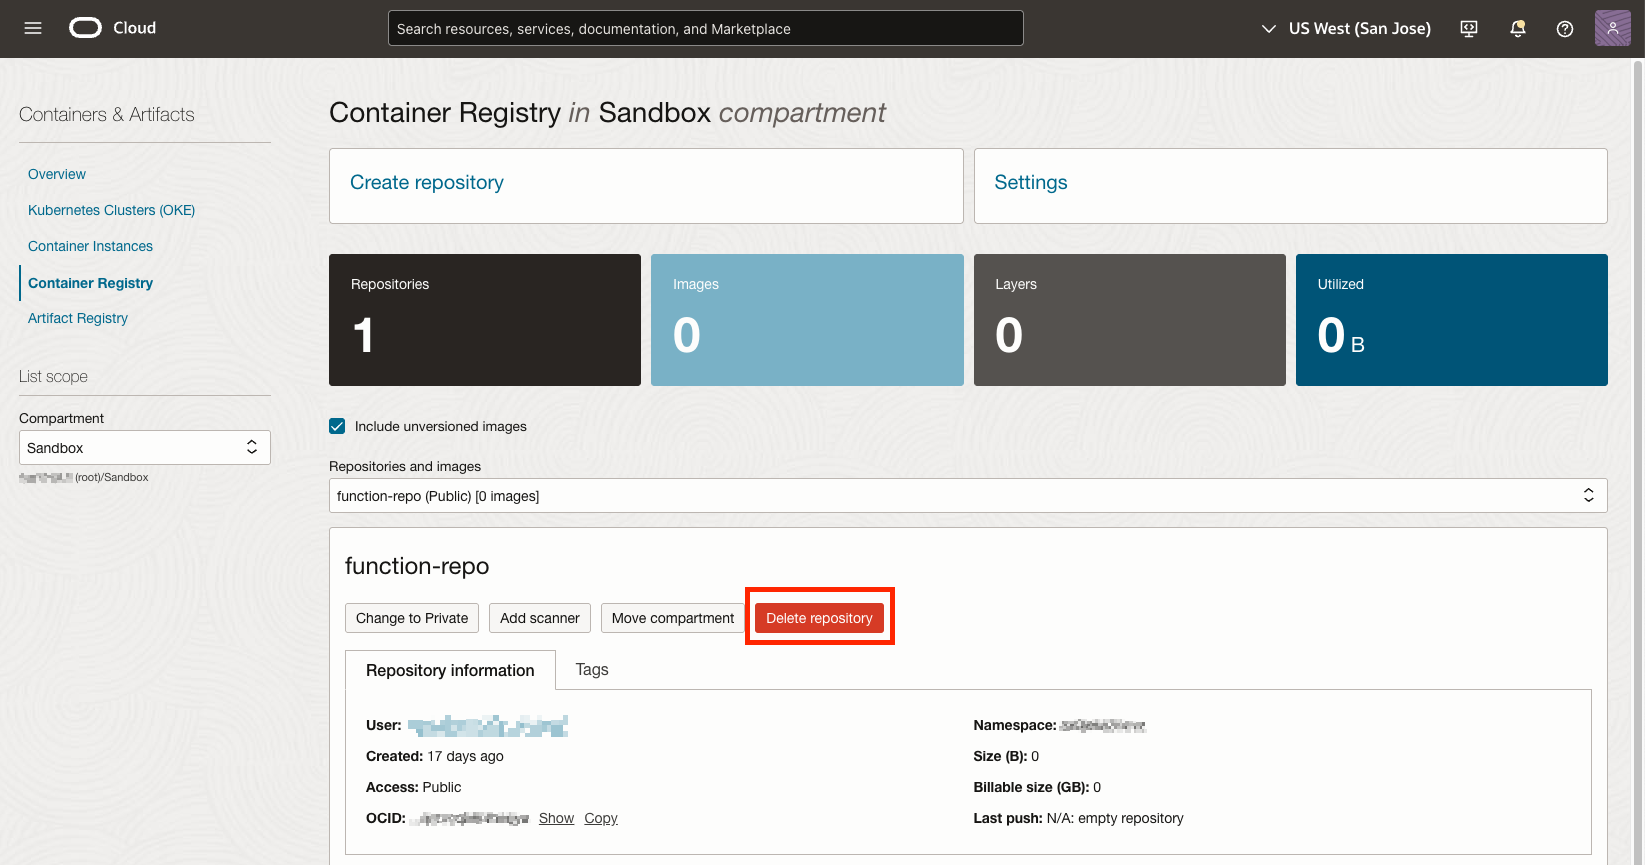 Cloud
Search resources, services, documentation, and Marketplace
US West (San Jose)
Containers & Artifacts
Overview
Kubernetes Clusters (OKE)
Container Instances
Container Registry
Artifact Registry
List scope
Compartment
Sandbox
(root)/Sandbox
Container Registry in Sandbox compartment
Create repository
Settings
Repositories
1
Images
0
Layers
0
Utilized
0 B
Include unversioned images
Repositories and images
function-repo (Public) [0 images]
function-repo
Change to Private
Add scanner
Move compartment
Delete repository
Repository information
Tags
User:
Created: 17 days ago
Access: Public
OCID: Show Copy
Namespace:
Size (B): 0
Billable size (GB): 0
Last push: N/A: empty repository